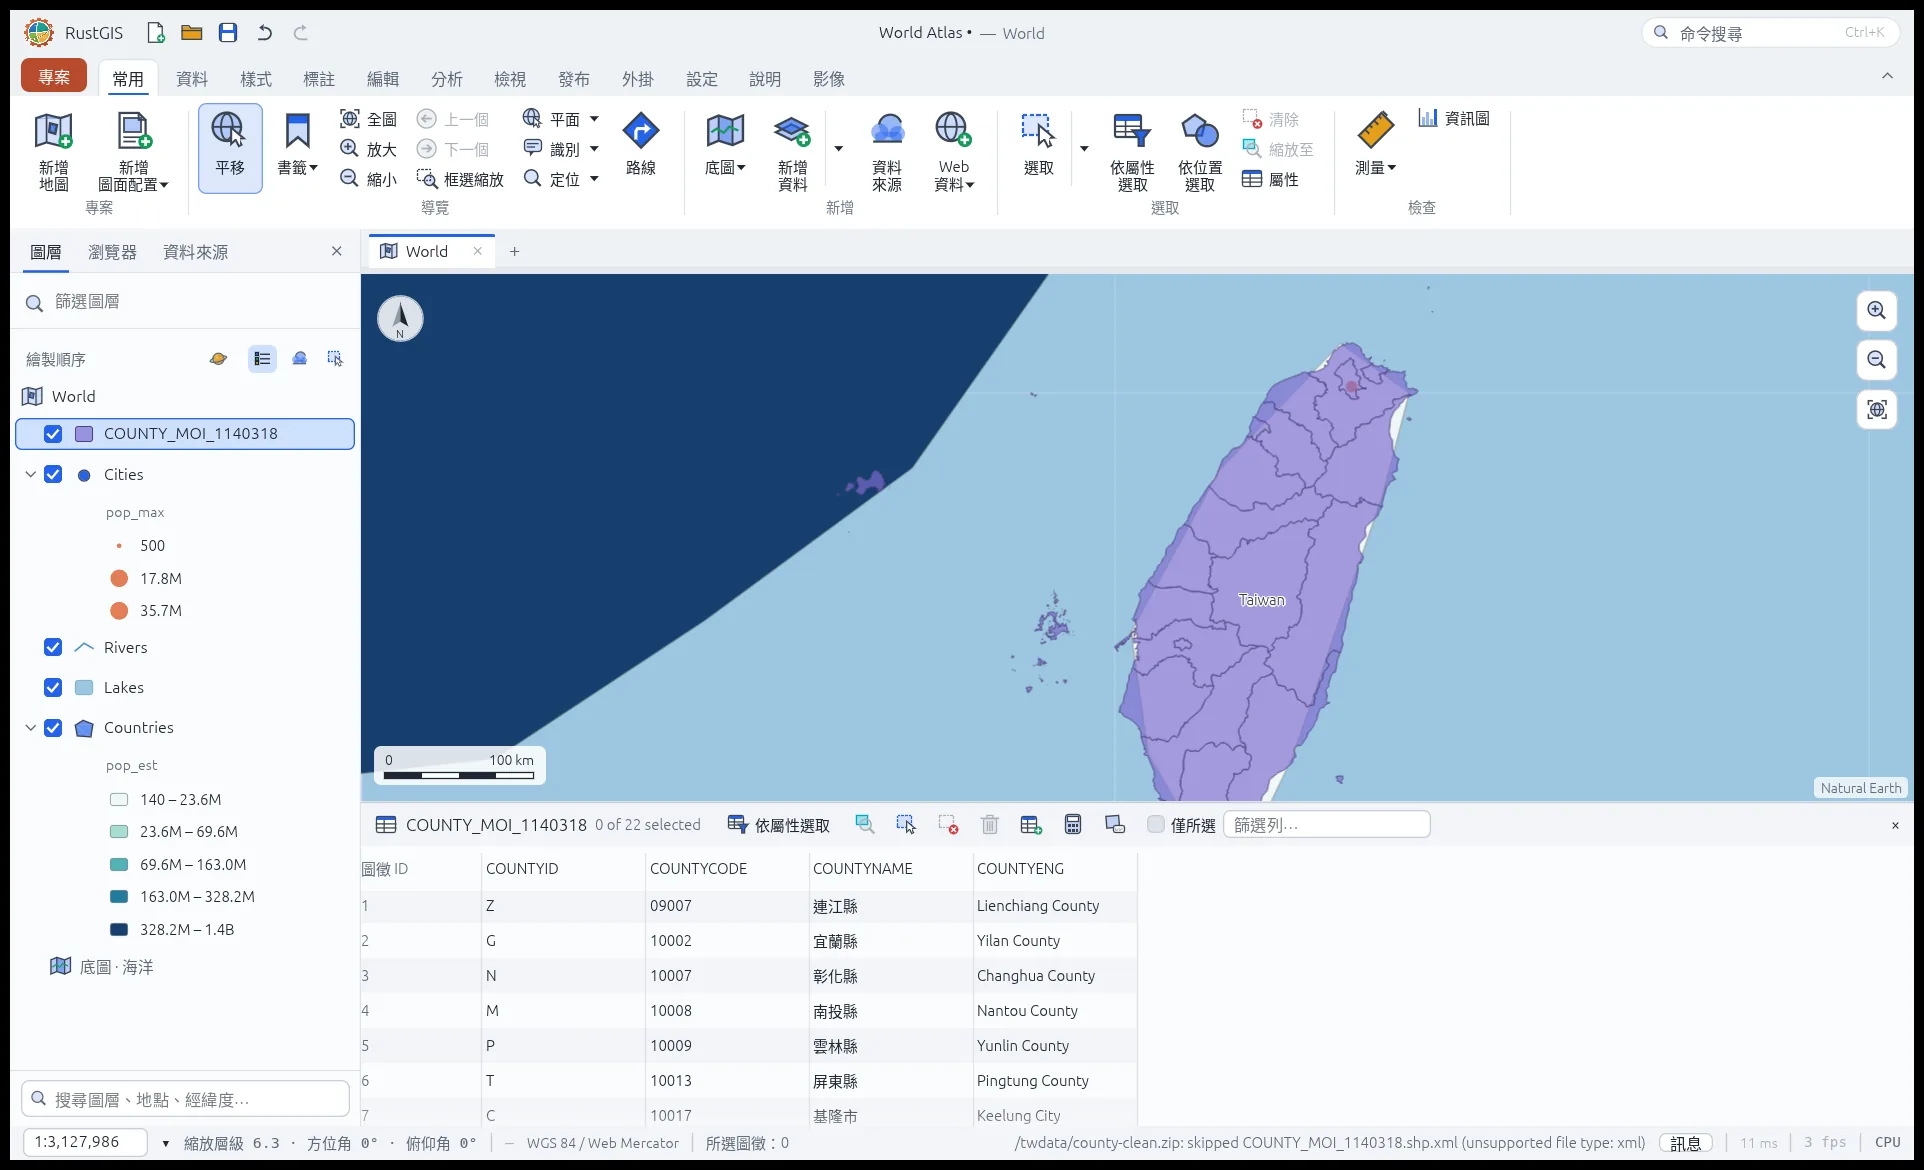 RustGIS
World Atlas • — World
命令搜尋 Ctrl+K
專案 常用 資料 樣式 標註 編輯 分析 檢視 發布 外掛 設定 說明 影像
新增
地圖
新增
圖面配置
專案
平移
書籤
全圖
放大
縮小
上一個
下一個
框選縮放
平面
識別
定位
路線
導覽
底圖
新增
資料
資料
來源
Web
資料
新增
選取
依屬性
選取
依位置
選取
清除
縮放至
屬性
選取
測量
資訊圖
檢查
圖層 瀏覽器 資料來源
篩選圖層
繪製順序
World
COUNTY_MOI_1140318
Cities
pop_max
500
17.8M
35.7M
Rivers
Lakes
Countries
pop_est
140 – 23.6M
23.6M – 69.6M
69.6M – 163.0M
163.0M – 328.2M
328.2M – 1.4B
底圖 · 海洋
搜尋圖層、地點、經緯度…
World
N
Taiwan
0 100 km
Natural Earth
COUNTY_MOI_1140318 0 of 22 selected 依屬性選取 僅所選 篩選列…
圖徵 ID COUNTYID COUNTYCODE COUNTYNAME COUNTYENG
1 Z 09007 連江縣 Lienchiang County
2 G 10002 宜蘭縣 Yilan County
3 N 10007 彰化縣 Changhua County
4 M 10008 南投縣 Nantou County
5 P 10009 雲林縣 Yunlin County
6 T 10013 屏東縣 Pingtung County
7 C 10017 基隆市 Keelung City
1:3,127,986 縮放層級 6.3 · 方位角 0° · 俯仰角 0° — WGS 84 / Web Mercator 所選圖徵：0 /twdata/county-clean.zip: skipped COUNTY_MOI_1140318.shp.xml (unsupported file type: xml) 訊息 11 ms 3 fps CPU